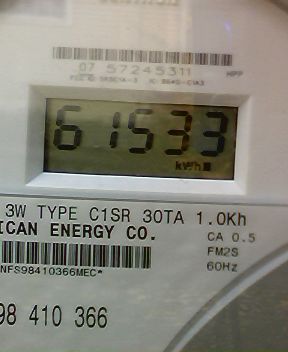 07 57245311 HPP
61533
kWh
3W TYPE C1SR 30TA 1.0Kh
ICAN ENERGY CO. CA 0.5
FM2S
NFS98410366MEC* 60Hz
98 410 366